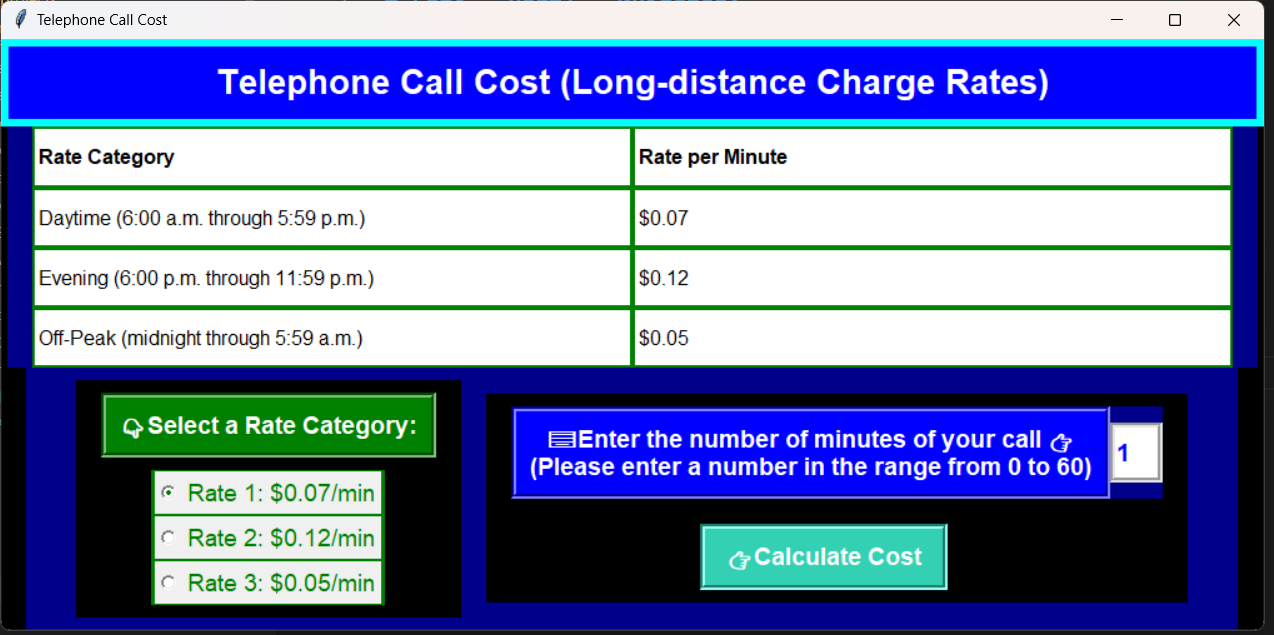 Telephone Call Cost
Telephone Call Cost (Long-distance Charge Rates)
Rate Category Rate per Minute
Daytime (6:00 a.m. through 5:59 p.m.) $0.07
Evening (6:00 p.m. through 11:59 p.m.) $0.12
Off-Peak (midnight through 5:59 a.m.) $0.05
Select a Rate Category:
Rate 1: $0.07/min
Rate 2: $0.12/min
Rate 3: $0.05/min
Enter the number of minutes of your call
(Please enter a number in the range from 0 to 60)
1
Calculate Cost